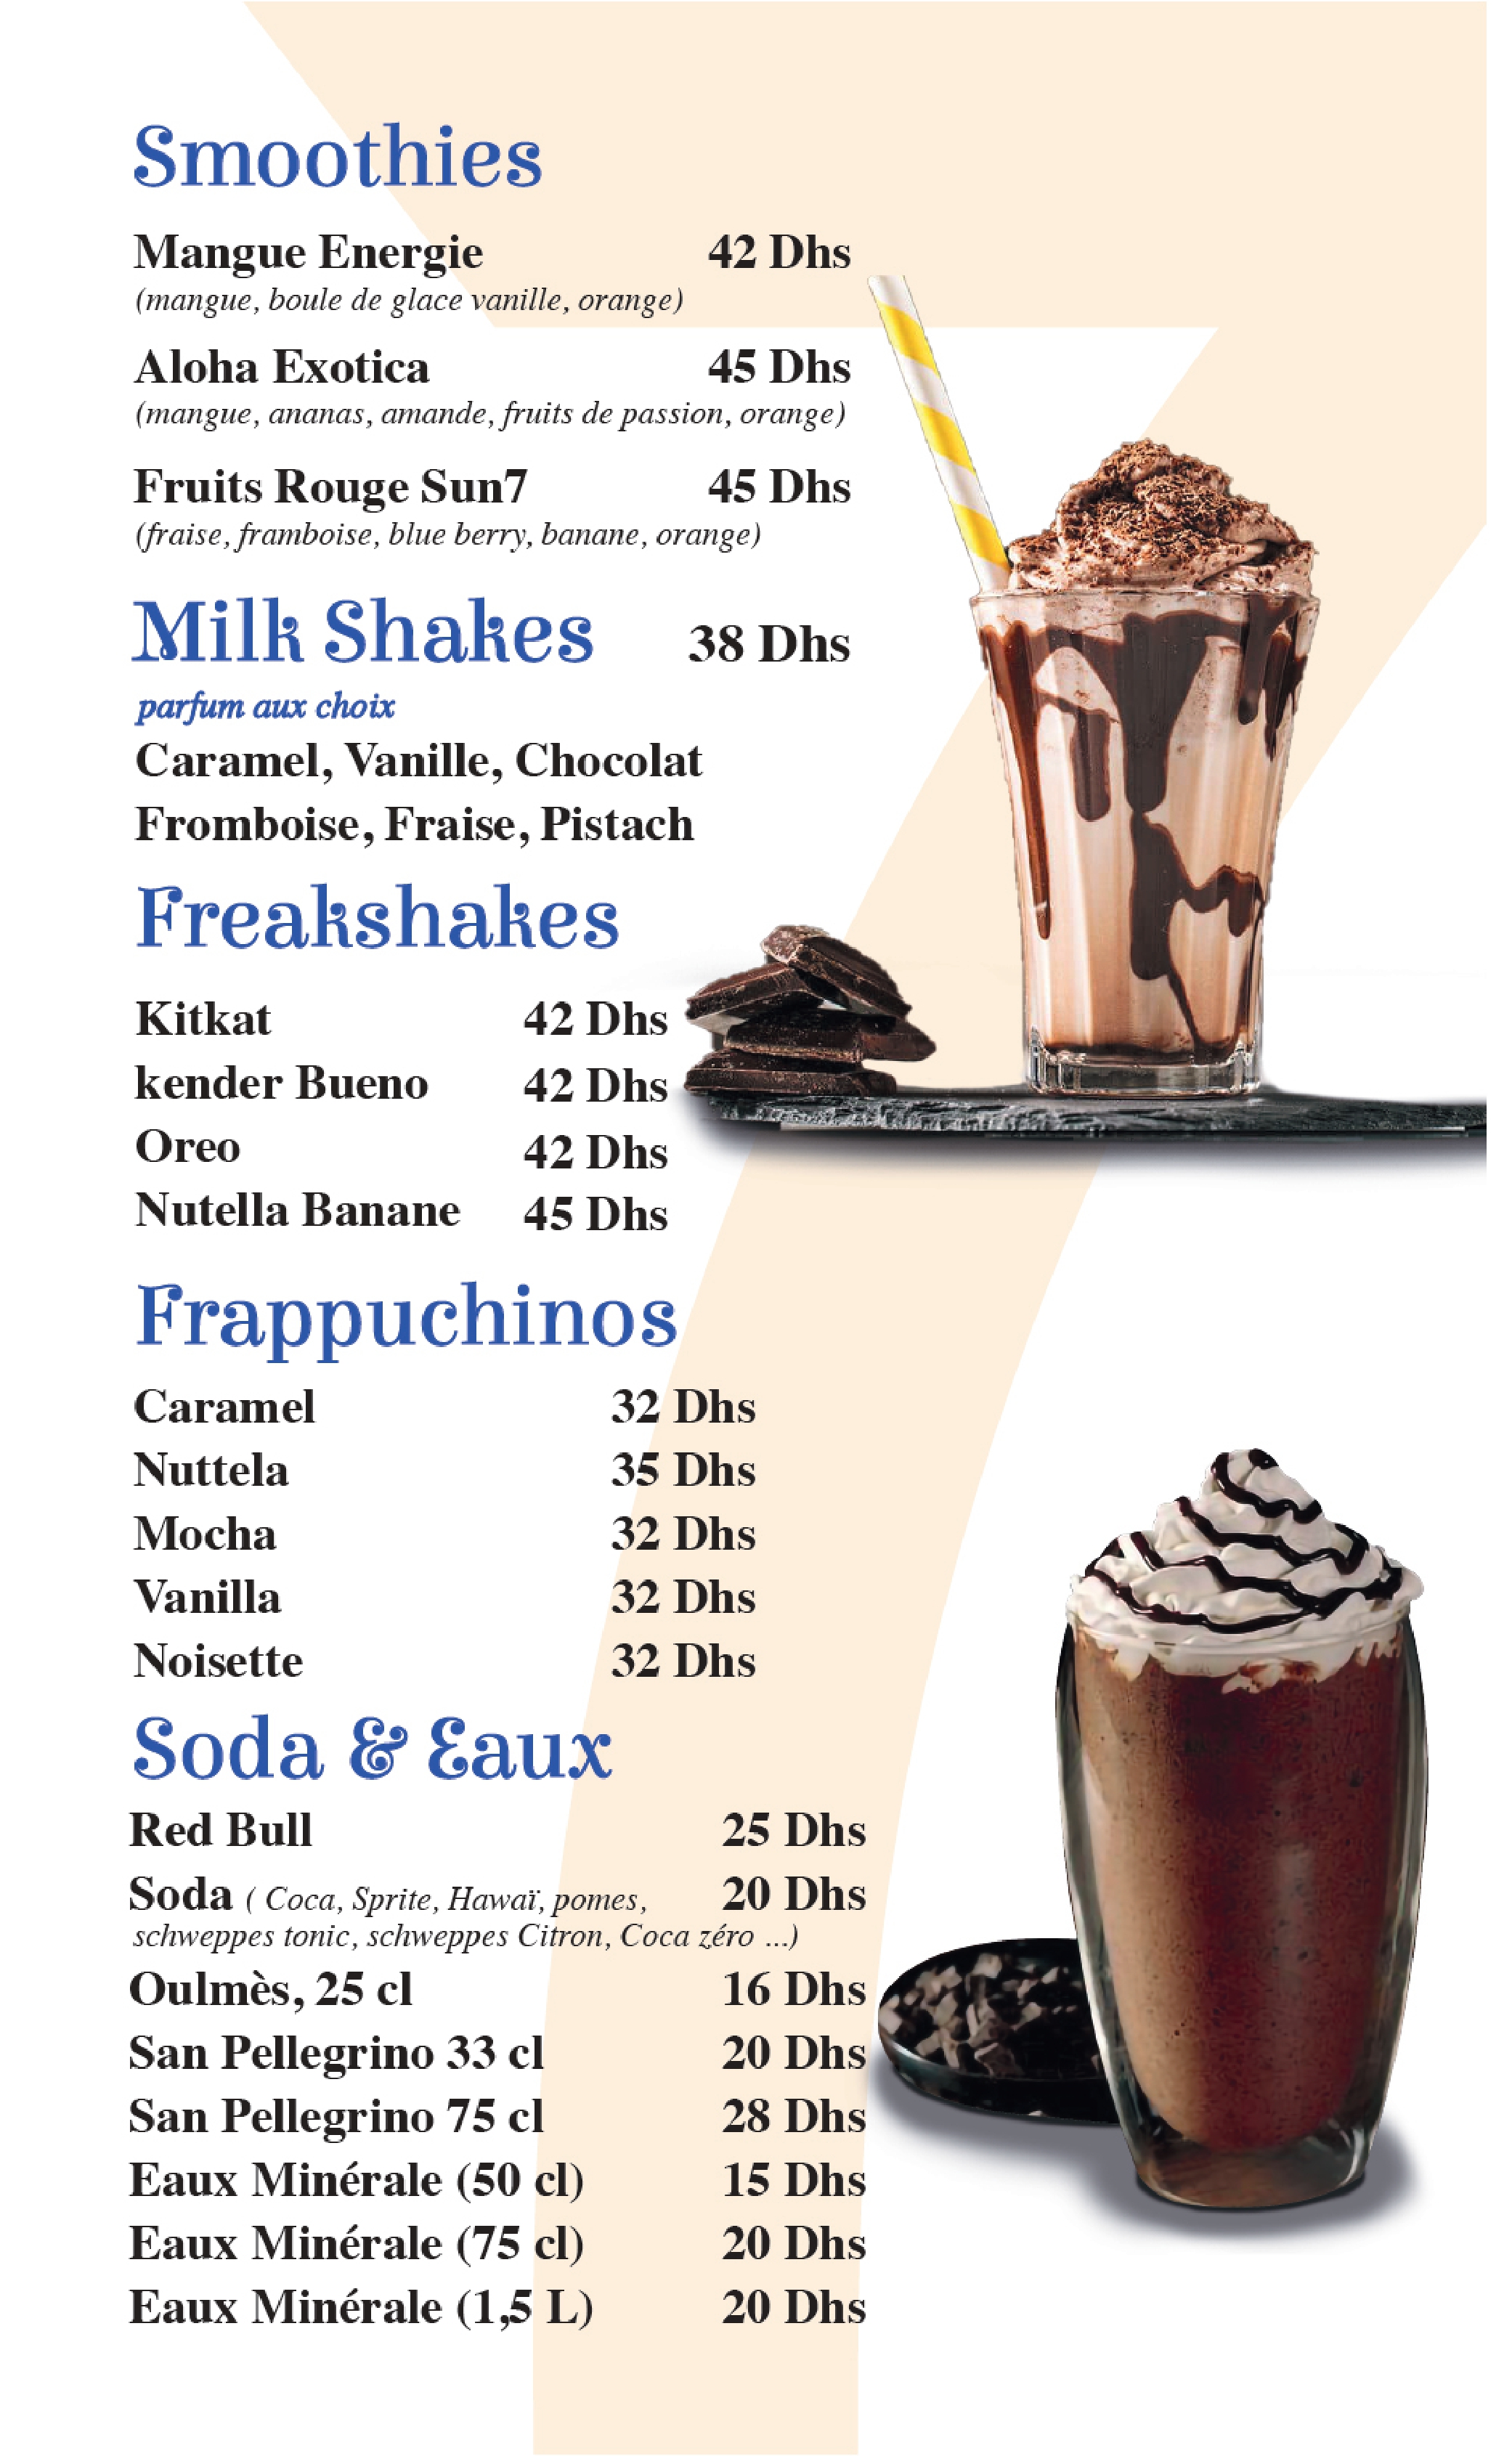 Smoothies
Mangue Energie 42 Dhs
(mangue, boule de glace vanille, orange)
Aloha Exotica 45 Dhs
(mangue, ananas, amande, fruits de passion, orange)
Fruits Rouge Sun7 45 Dhs
(fraise, framboise, blue berry, banane, orange)
Milk Shakes 38 Dhs
parfum aux choix
Caramel, Vanille, Chocolat
Fromboise, Fraise, Pistach
Freakshakes
Kitkat 42 Dhs
kender Bueno 42 Dhs
Oreo 42 Dhs
Nutella Banane 45 Dhs
Frappuchinos
Caramel 32 Dhs
Nuttela 35 Dhs
Mocha 32 Dhs
Vanilla 32 Dhs
Noisette 32 Dhs
Soda & Eaux
Red Bull 25 Dhs
Soda ( Coca, Sprite, Hawaï, pomes, 20 Dhs
schweppes tonic, schweppes Citron, Coca zéro ...)
Oulmès, 25 cl 16 Dhs
San Pellegrino 33 cl 20 Dhs
San Pellegrino 75 cl 28 Dhs
Eaux Minérale (50 cl) 15 Dhs
Eaux Minérale (75 cl) 20 Dhs
Eaux Minérale (1,5 L) 20 Dhs